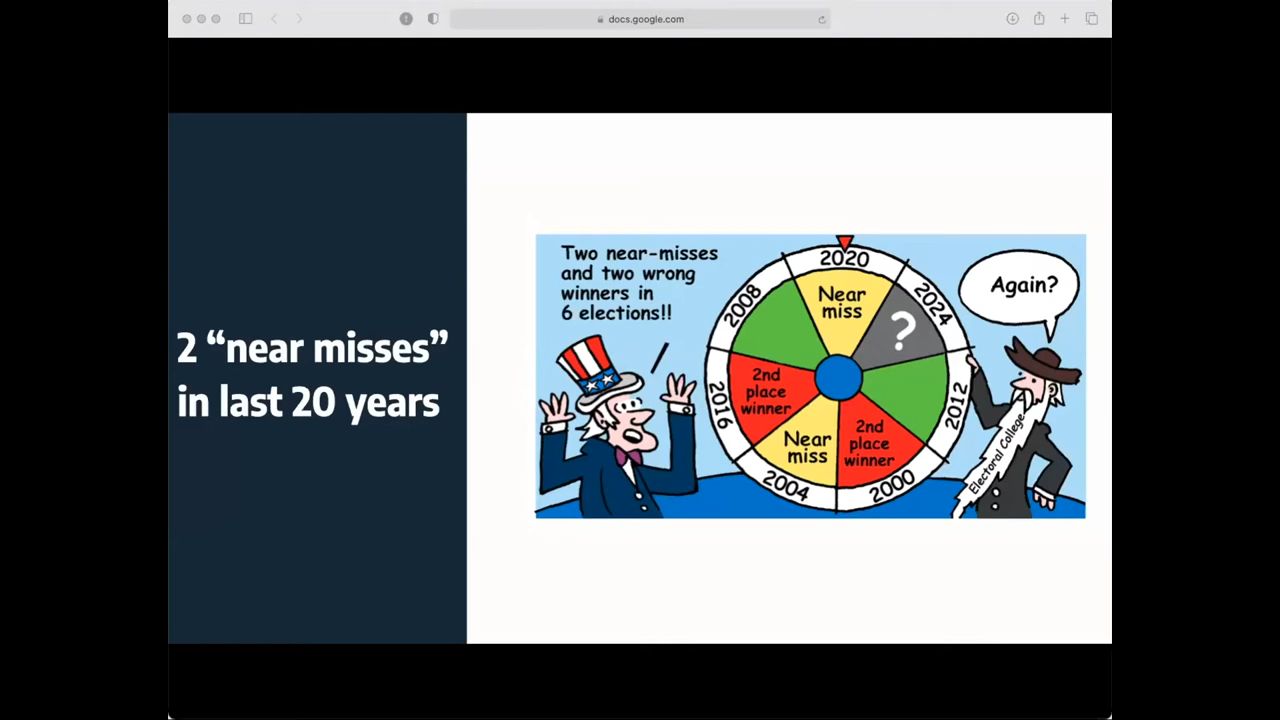 docs.google.com
2 “near misses”
in last 20 years
Two near-misses
and two wrong
winners in
6 elections!!
2020
Near
miss
2024
?
2012
2000
2nd
place
winner
2004
Near
miss
2016
2nd
place
winner
2008
Again?
Electoral College